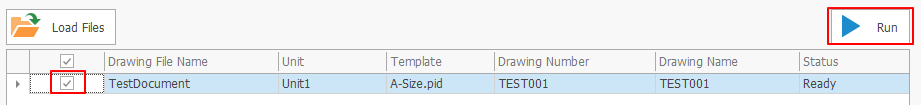 Load Files
Run
Drawing File Name Unit Template Drawing Number Drawing Name Status
TestDocument Unit1 A-Size.pid TEST001 TEST001 Ready